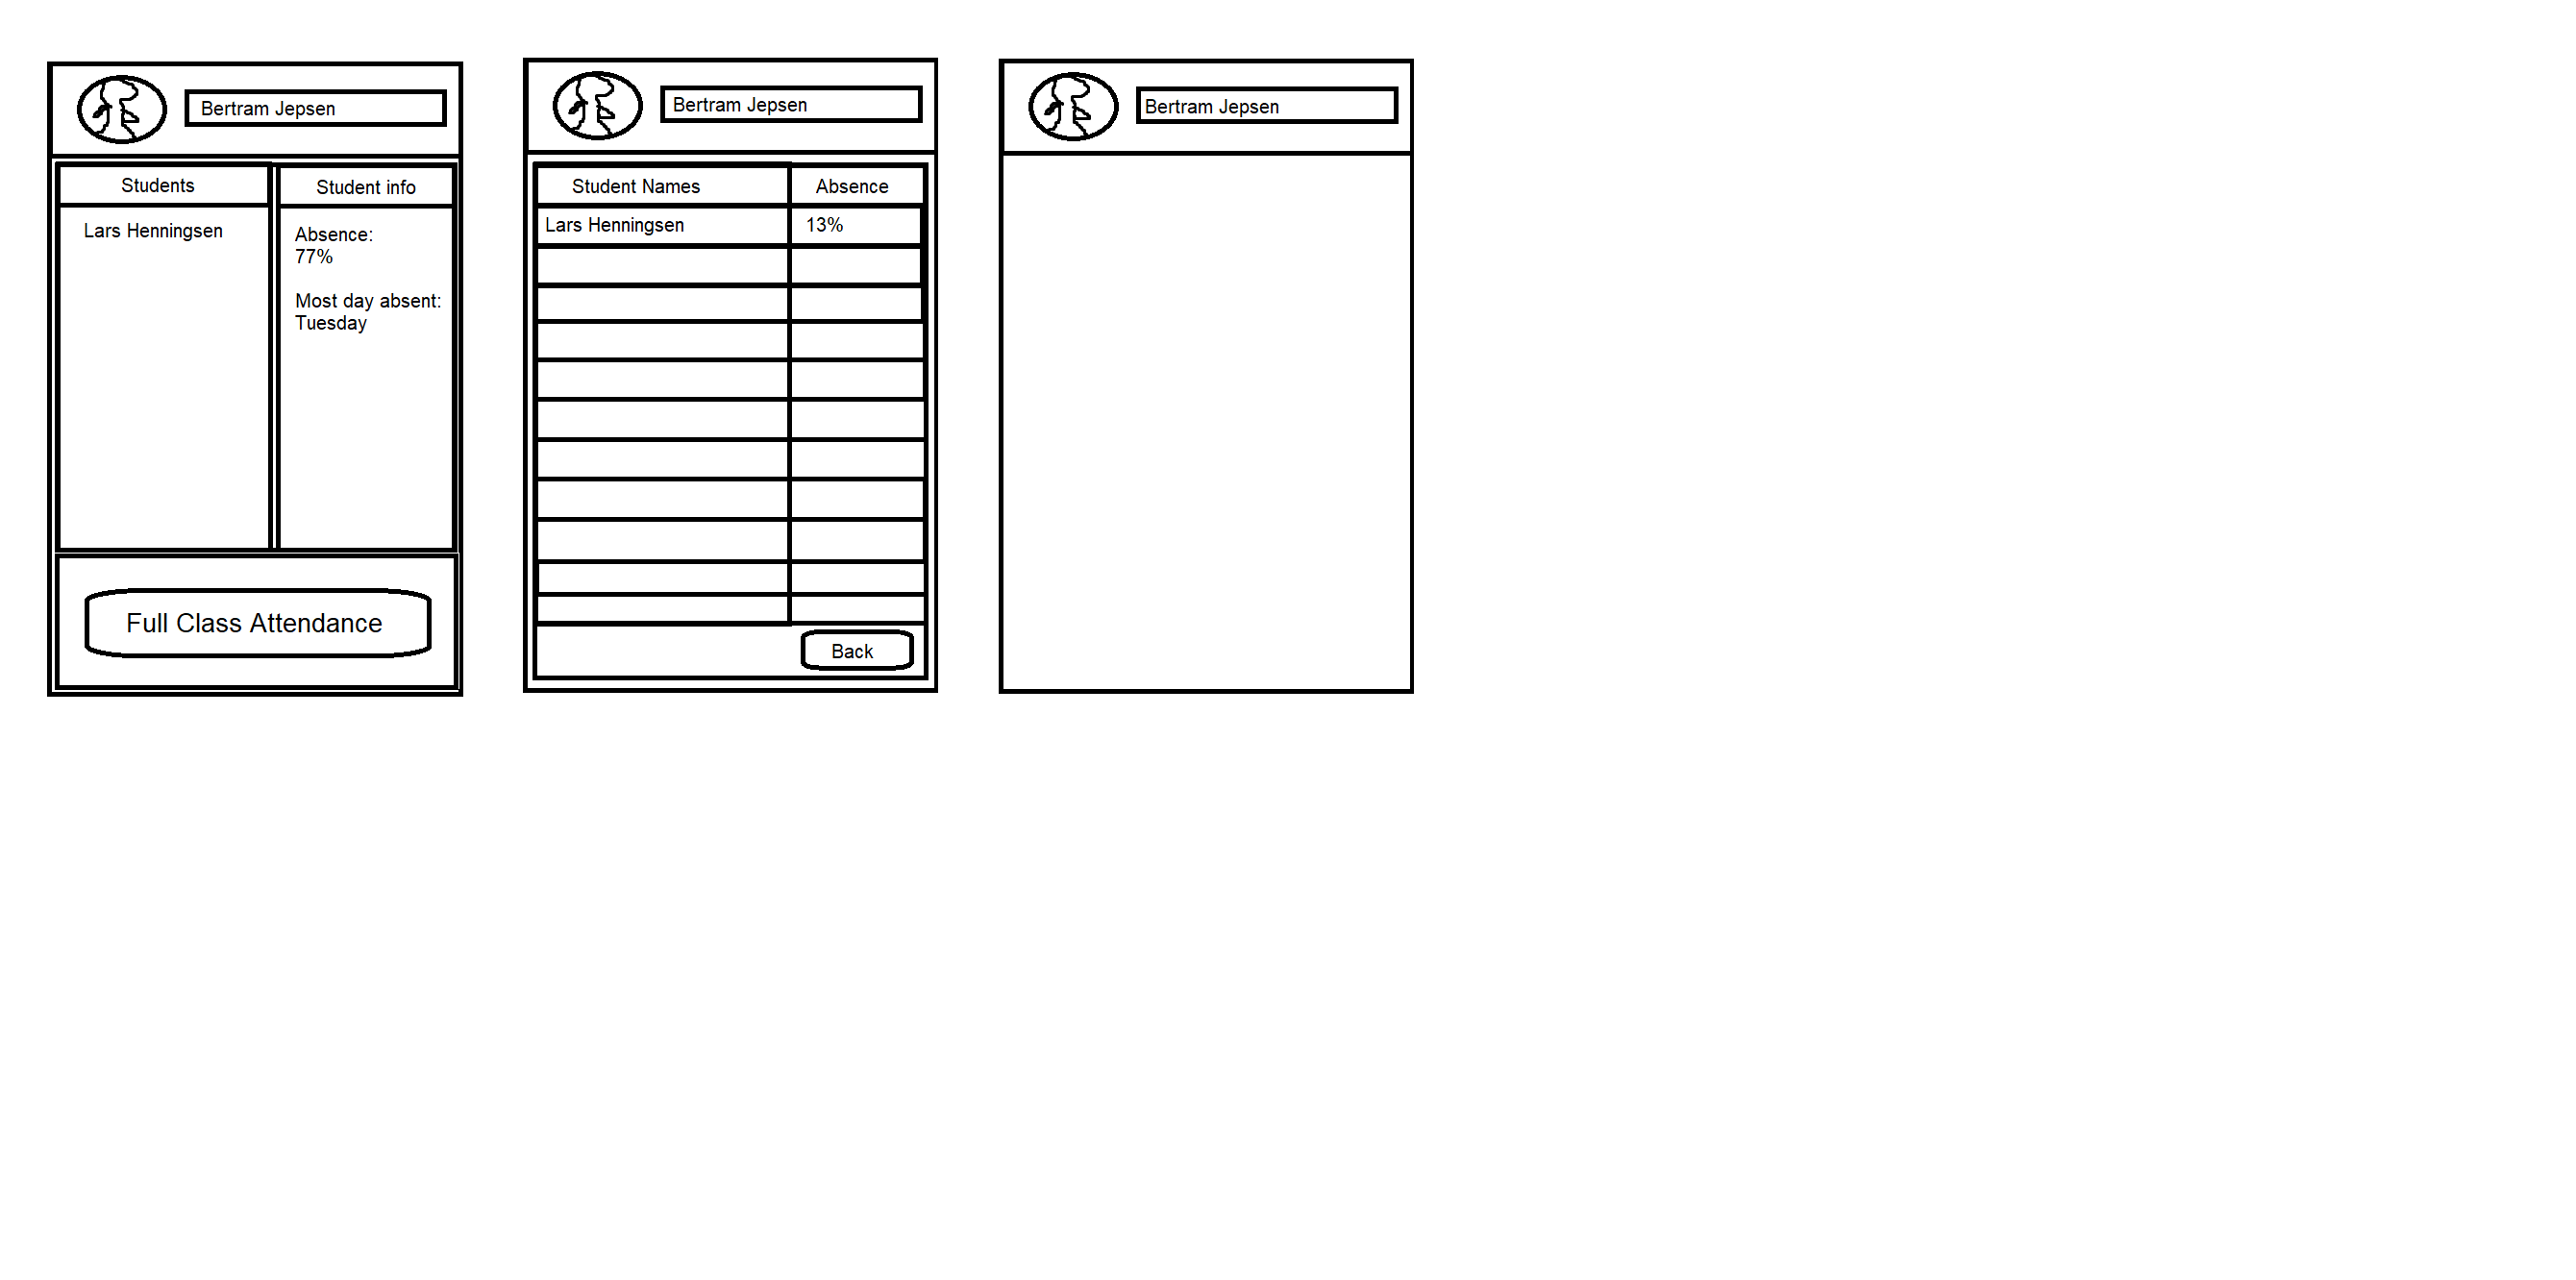 Bertram Jepsen
Students
Student info
Lars Henningsen
Absence:
77%
Most day absent:
Tuesday
Full Class Attendance
Bertram Jepsen
Student Names
Absence
Lars Henningsen
13%
Back
Bertram Jepsen